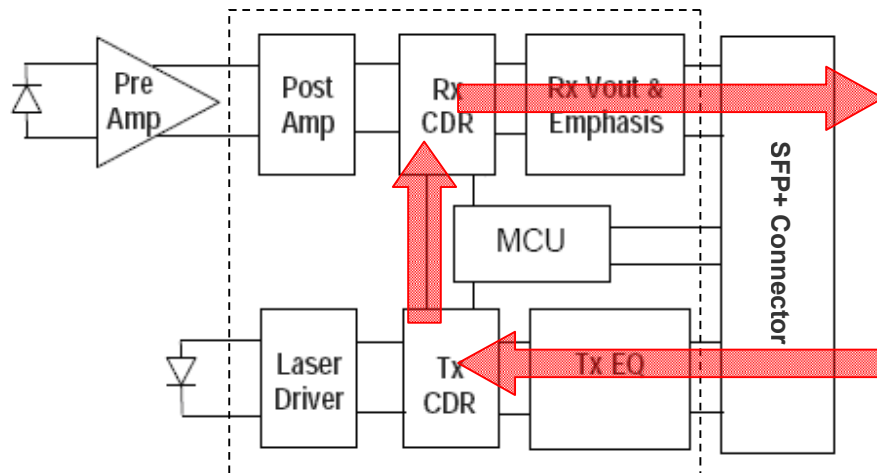 Pre
Amp
Post
Amp
Rx
CDR
Rx Vout &
Emphasis
SFP+ Connector
MCU
Laser
Driver
Tx
CDR
Tx EQ